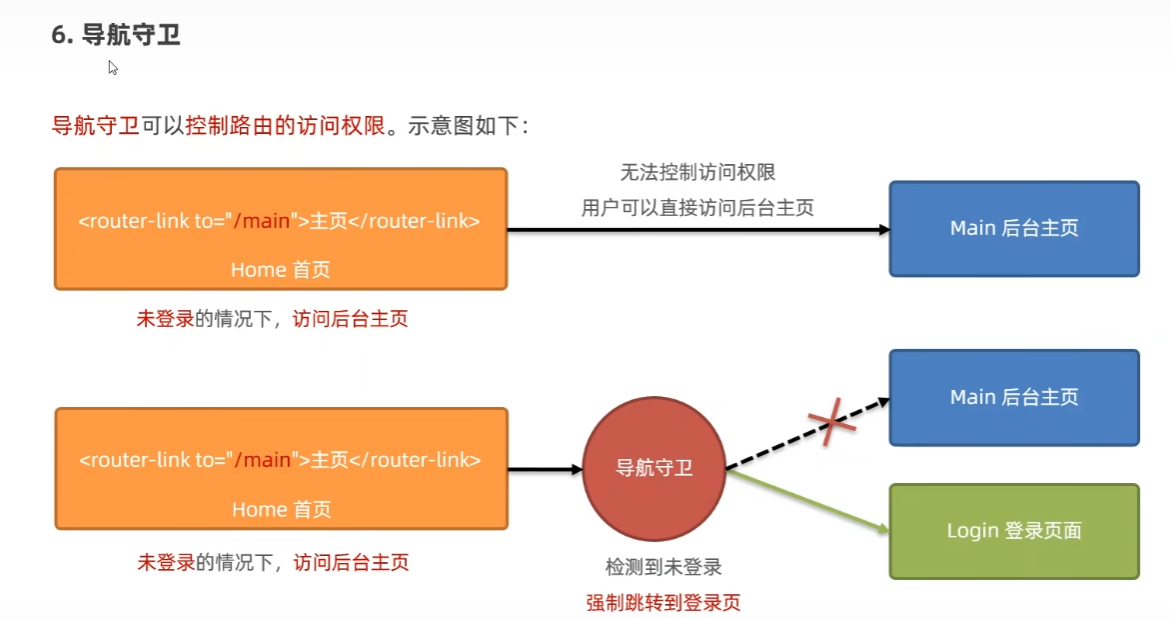 6. 导航守卫
导航守卫可以控制路由的访问权限。示意图如下：
无法控制访问权限
用户可以直接访问后台主页
<router-link to="/main">主页</router-link>
Home 首页
Main 后台主页
未登录的情况下，访问后台主页
Main 后台主页
<router-link to="/main">主页</router-link>
Home 首页
导航守卫
Login 登录页面
未登录的情况下，访问后台主页
检测到未登录
强制跳转到登录页